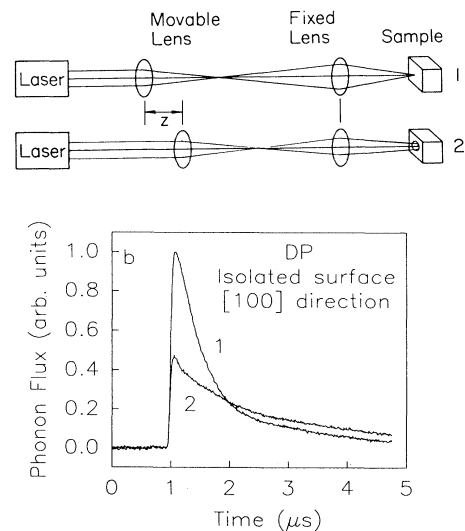 Movable Lens
Fixed Lens
Sample
Laser
1
z
Laser
2
b
DP
Isolated surface
[100] direction
1
2
1.0
0.8
0.6
0.4
0.2
0.0
Phonon Flux (arb. units)
0 1 2 3 4 5
Time (μs)